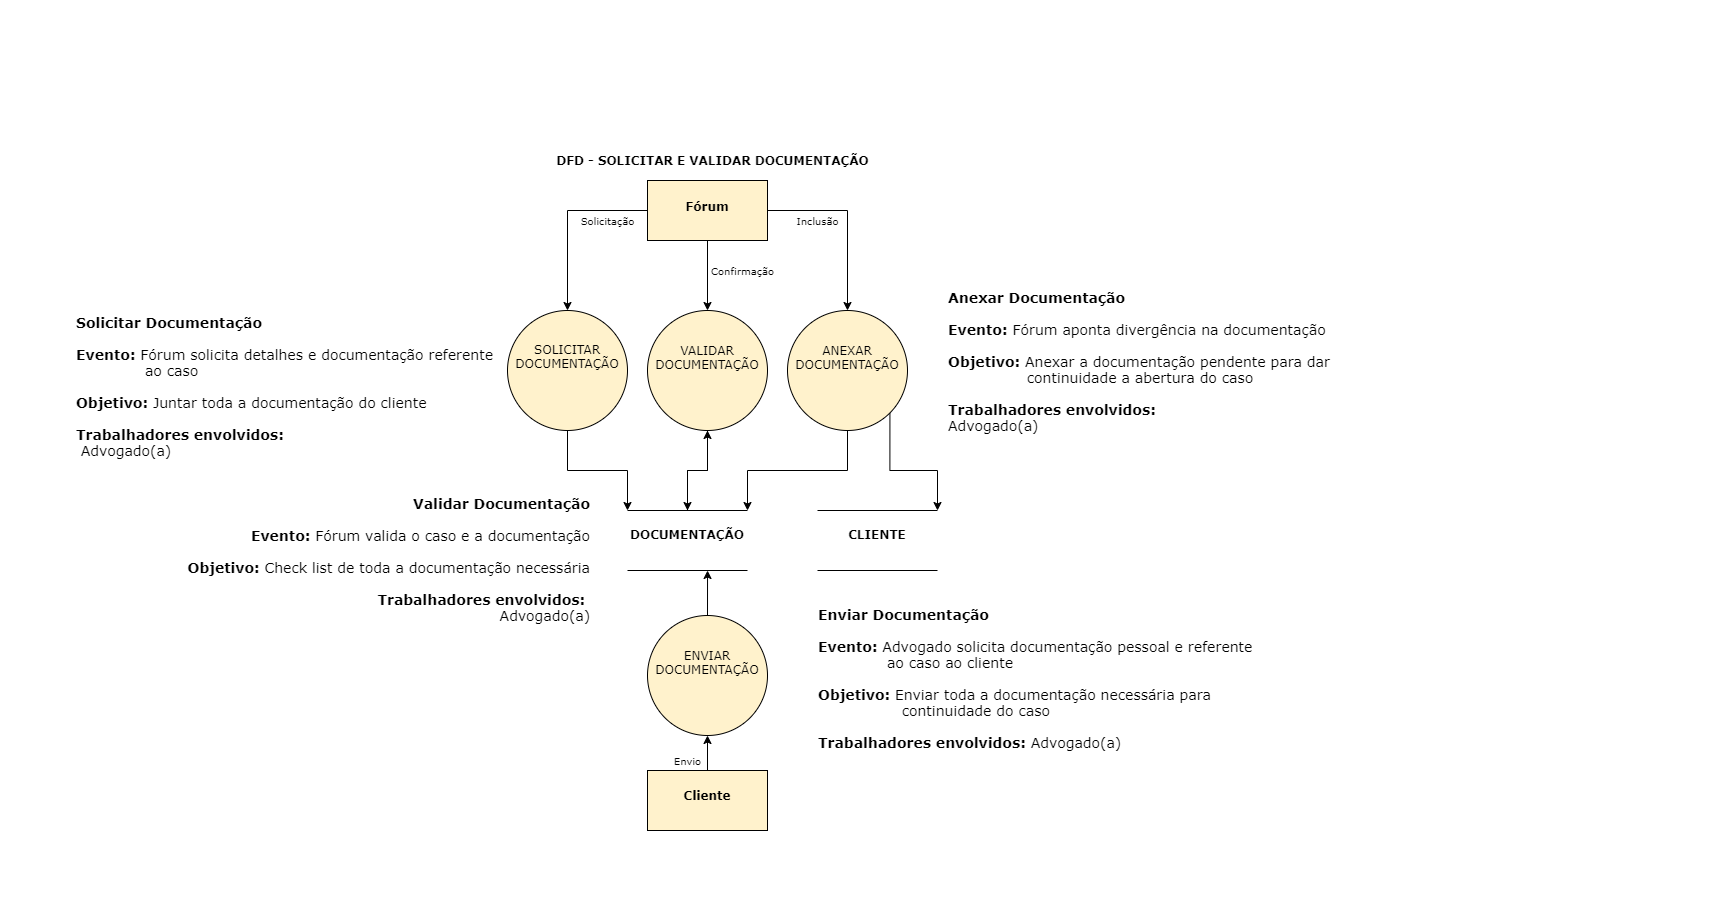 DFD - SOLICITAR E VALIDAR DOCUMENTAÇÃO
Fórum
Solicitação
Inclusão
Confirmação
Solicitar Documentação
Evento: Fórum solicita detalhes e documentação referente
ao caso
Objetivo: Juntar toda a documentação do cliente
Trabalhadores envolvidos:
Advogado(a)
SOLICITAR
DOCUMENTAÇÃO
VALIDAR
DOCUMENTAÇÃO
ANEXAR
DOCUMENTAÇÃO
Anexar Documentação
Evento: Fórum aponta divergência na documentação
Objetivo: Anexar a documentação pendente para dar
continuidade a abertura do caso
Trabalhadores envolvidos:
Advogado(a)
Validar Documentação
Evento: Fórum valida o caso e a documentação
Objetivo: Check list de toda a documentação necessária
Trabalhadores envolvidos:
Advogado(a)
DOCUMENTAÇÃO
CLIENTE
ENVIAR
DOCUMENTAÇÃO
Enviar Documentação
Evento: Advogado solicita documentação pessoal e referente
ao caso ao cliente
Objetivo: Enviar toda a documentação necessária para
continuidade do caso
Trabalhadores envolvidos: Advogado(a)
Envio
Cliente